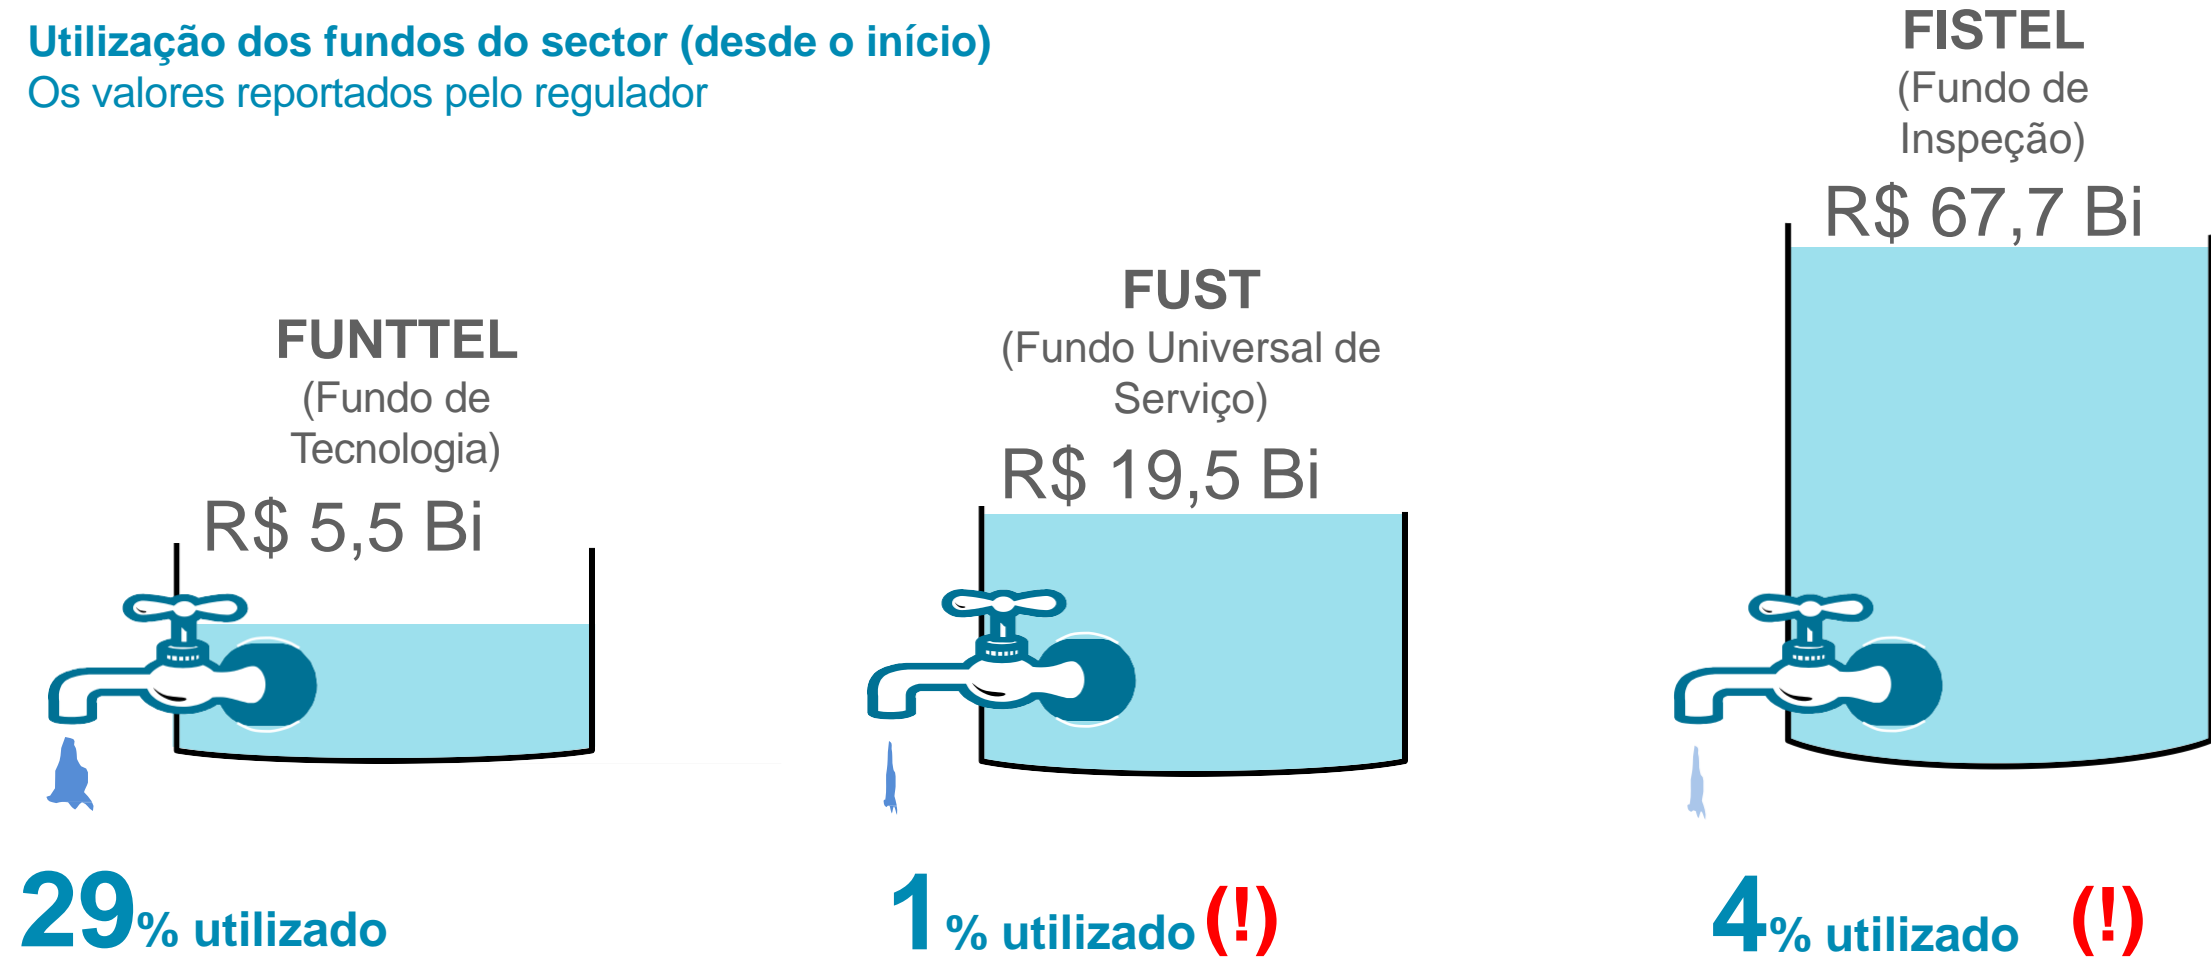 Utilização dos fundos do sector (desde o início)
Os valores reportados pelo regulador
FUNTTEL
(Fundo de
Tecnologia)
R$ 5,5 Bi
29% utilizado
FUST
(Fundo Universal de
Serviço)
R$ 19,5 Bi
1% utilizado (!)
FISTEL
(Fundo de
Inspeção)
R$ 67,7 Bi
4% utilizado (!)